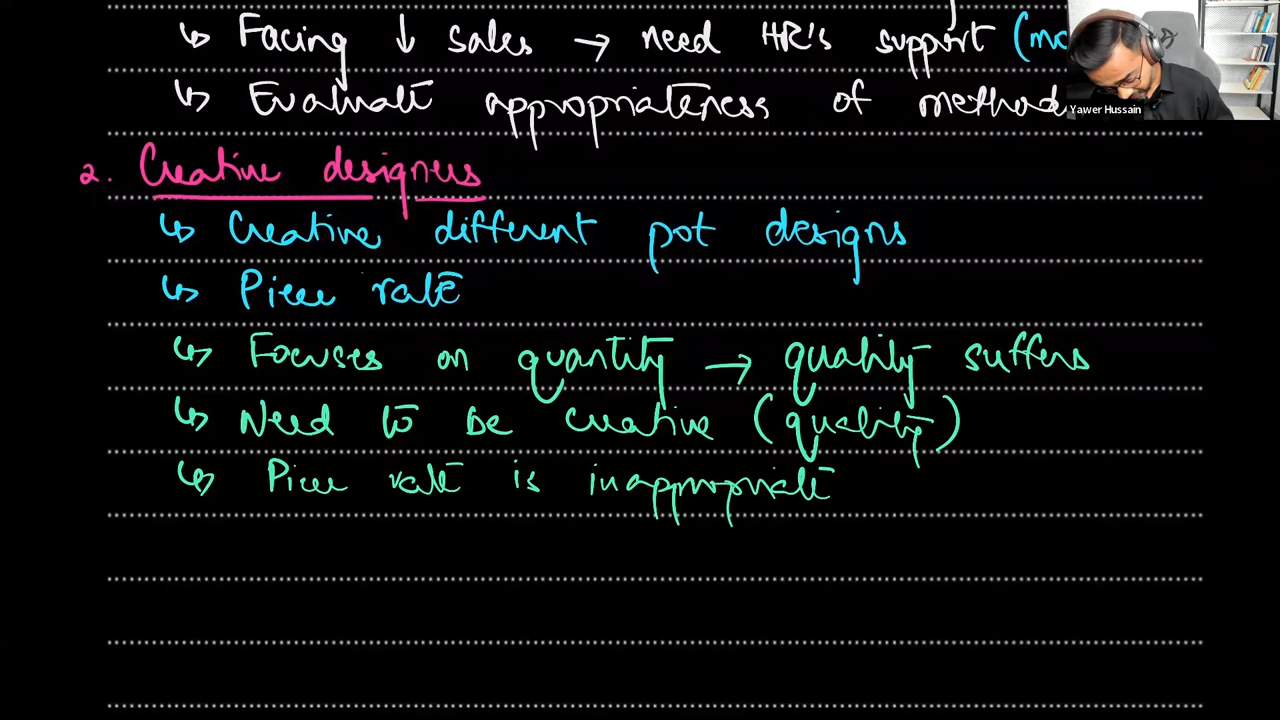 ↳ Facing ↓ sales → need HR's support (mo
↳ Evaluate appropriateness of method
Yawer Hussain
2. Creative designers
↳ Creative different pot designs
↳ Piece rate
↳ Focuses on quantity → quality suffers
↳ Need to be creative (quality)
↳ Piece rate is inappropriate